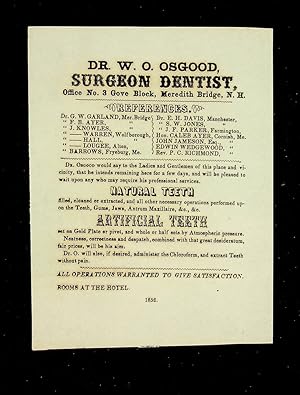 DR. W. O. OSGOOD,
SURGEON DENTIST,
Office No. 3 Gove Block, Meredith Bridge, N. H.
REFERENCES.
Dr. G. W. GARLAND, Mer. Bridge
" F. B. AYER, "
" J. KNOWLES, "
" —— WARREN, Wolfborough,
" —— HALL, "
" —— LOUGEE, Alton,
" BARROWS, Fryeburg, Me.
Dr. E. H. DAVIS, Manchester,
" S. W. JONES, "
" J. F. PARKER, Farmington,
Hon. CALEB AYER, Cornish, Me.
JOHN JAMESON, Esq., "
EDWIN WEDGEWOOD, "
Rev. P. C. RICHMOND,
Dr. Osgood would say to the Ladies and Gentlemen of this place and vi-
cinity, that he intends remaining here for a few days, and will be pleased to
wait upon any who may require his professional services.
NATURAL TEETH
filled, cleaned or extracted, and all other necessary operations performed up-
on the Teeth, Gums, Jaws, Antrum Maxillaris, &c., &c.
ARTIFICIAL TEETH
set on Gold Plate or pivot, and whole or half sets by Atmospheric pressure.
Neatness, correctness and despatch, combined with that great desideratum,
fair prices, will be his aim.
Dr. O. will also, if desired, administer the Chloroform, and extract Teeth
without pain.
ALL OPERATIONS WARRANTED TO GIVE SATISFACTION.
ROOMS AT THE HOTEL.